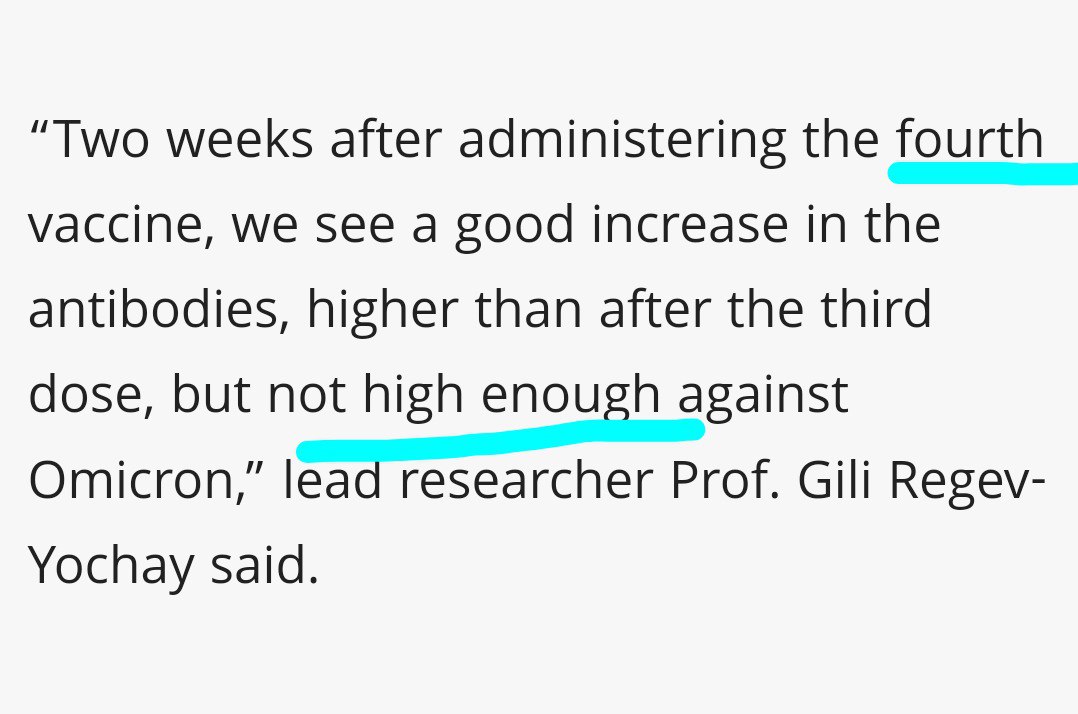 “Two weeks after administering the fourth
vaccine, we see a good increase in the
antibodies, higher than after the third
dose, but not high enough against
Omicron,” lead researcher Prof. Gili Regev-
Yochay said.